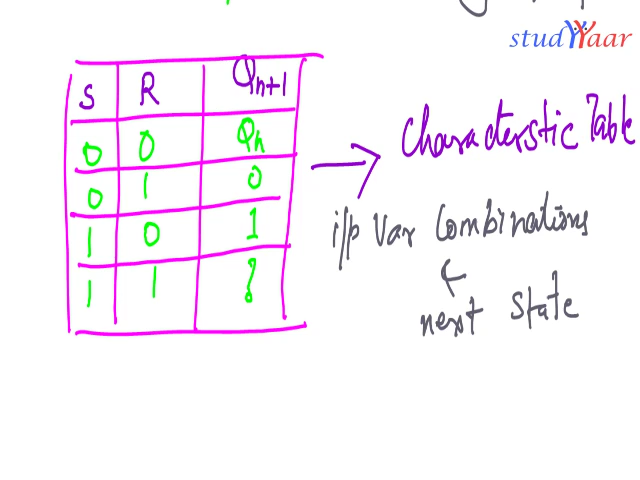 studYYaar
S R Qn+1
0 0 Qn
0 1 0
1 0 1
1 1 ?
Characterstic Table
i/p Var Combinations
next State